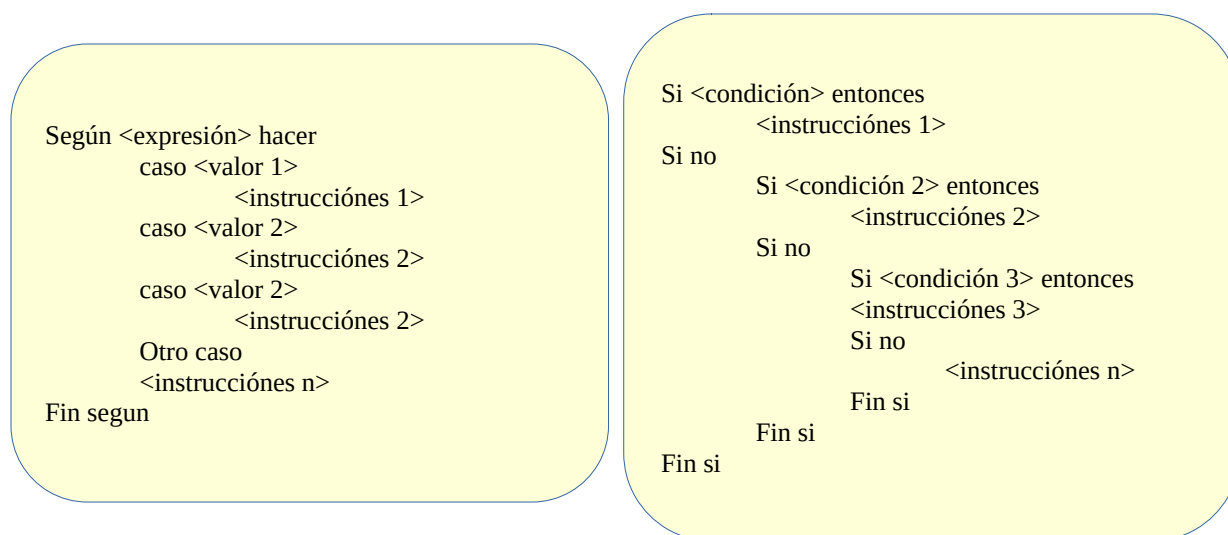 Según <expresión> hacer
caso <valor 1>
<instrucciónes 1>
caso <valor 2>
<instrucciónes 2>
caso <valor 2>
<instrucciónes 2>
Otro caso
<instrucciónes n>
Fin segun
Si <condición> entonces
<instrucciónes 1>
Si no
Si <condición 2> entonces
<instrucciónes 2>
Si no
Si <condición 3> entonces
<instrucciónes 3>
Si no
<instrucciónes n>
Fin si
Fin si
Fin si